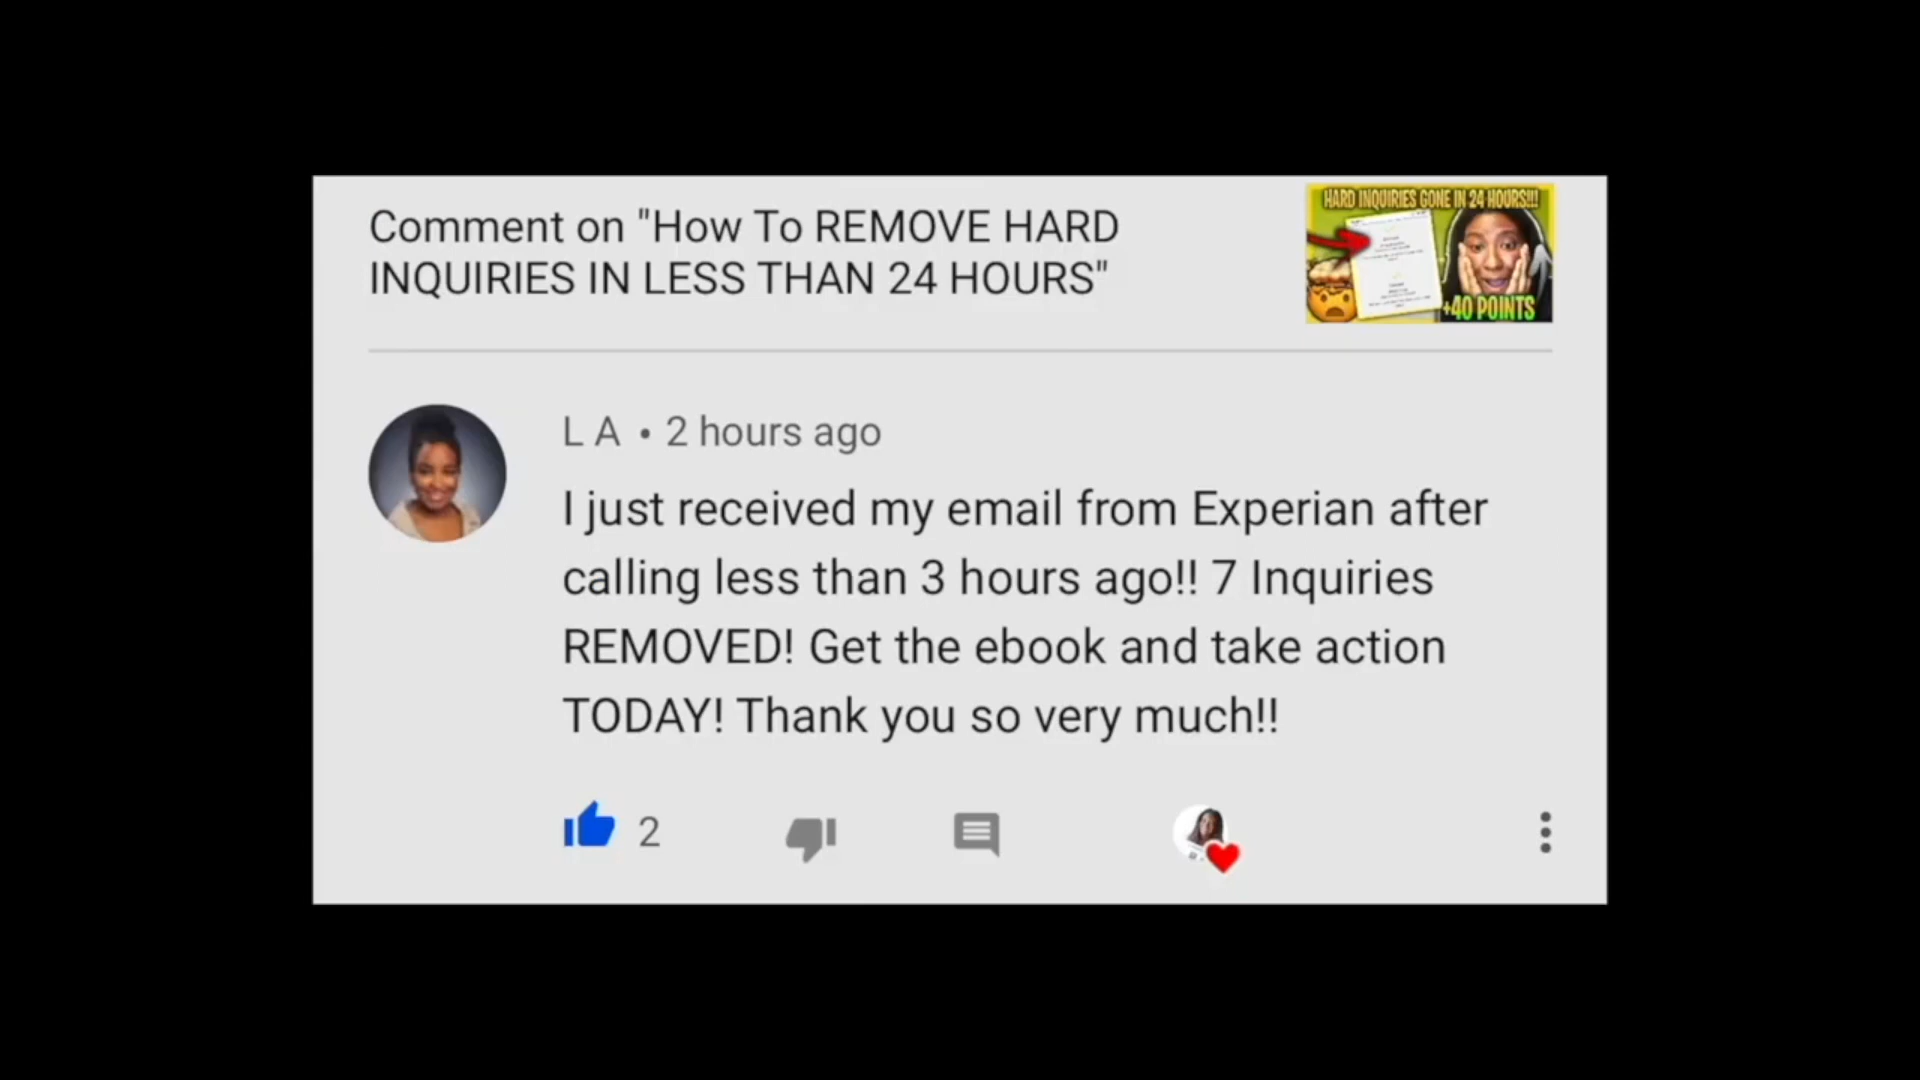 Comment on "How To REMOVE HARD
INQUIRIES IN LESS THAN 24 HOURS"
HARD INQUIRIES GONE IN 24 HOURS!!!
+40 POINTS
L A • 2 hours ago
I just received my email from Experian after
calling less than 3 hours ago!! 7 Inquiries
REMOVED! Get the ebook and take action
TODAY! Thank you so very much!!
2